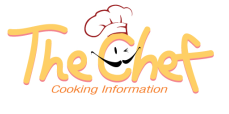 The Chef
Cooking Information